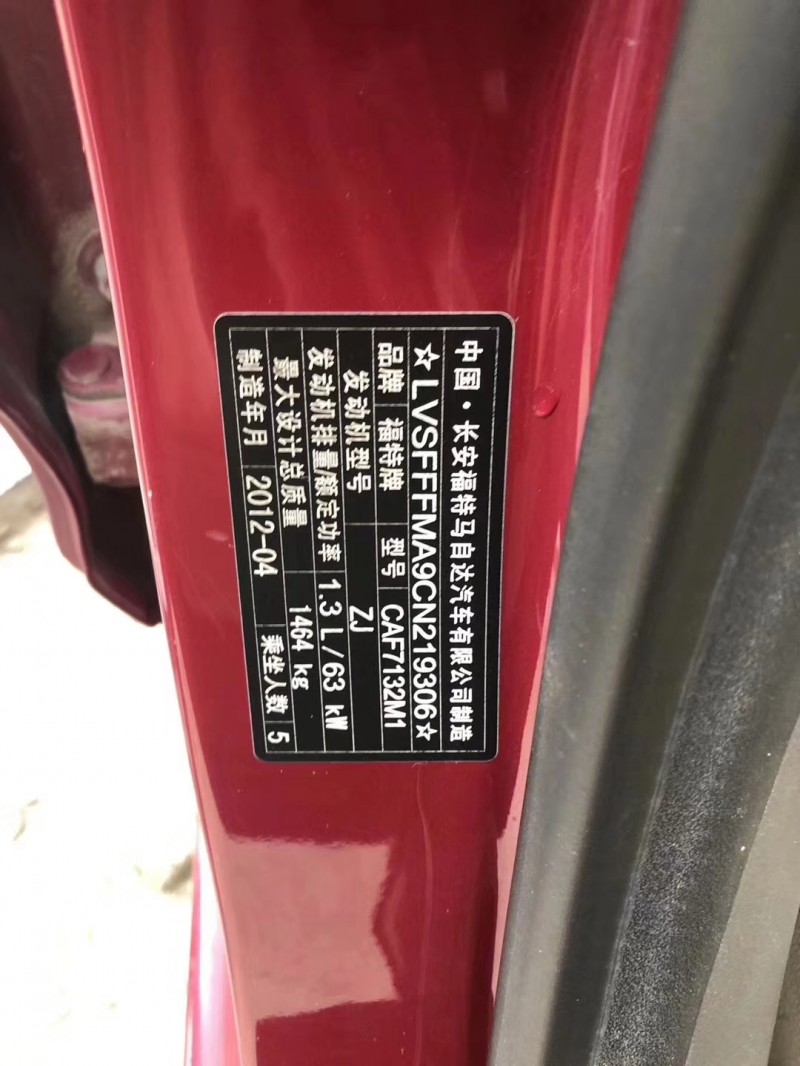 中国·长安福特马自达汽车有限公司制造
☆LVSFFFMA9CN219306☆
品牌 福特牌 型号 CAF7132M1
发动机型号 ZJ
发动机排量/额定功率 1.3 L/63 kW
最大设计总质量 1464 kg
制造年月 2012-04 乘坐人数 5